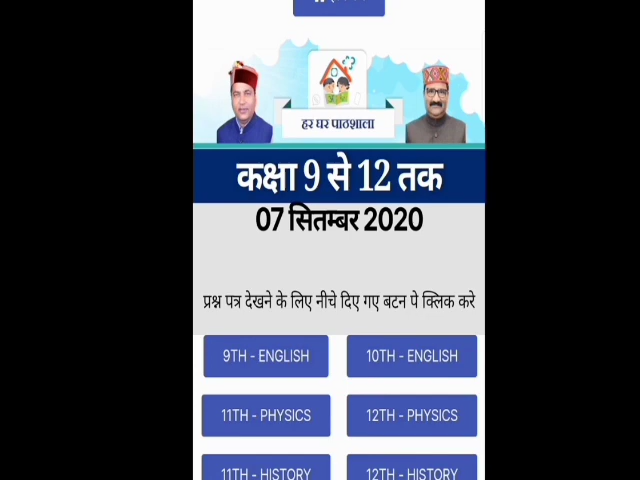 हर घर पाठशाला
कक्षा 9 से 12 तक
07 सितम्बर 2020
प्रश्न पत्र देखने के लिए नीचे दिए गए बटन पे क्लिक करे
9TH - ENGLISH
10TH - ENGLISH
11TH - PHYSICS
12TH - PHYSICS
11TH - HISTORY
12TH - HISTORY